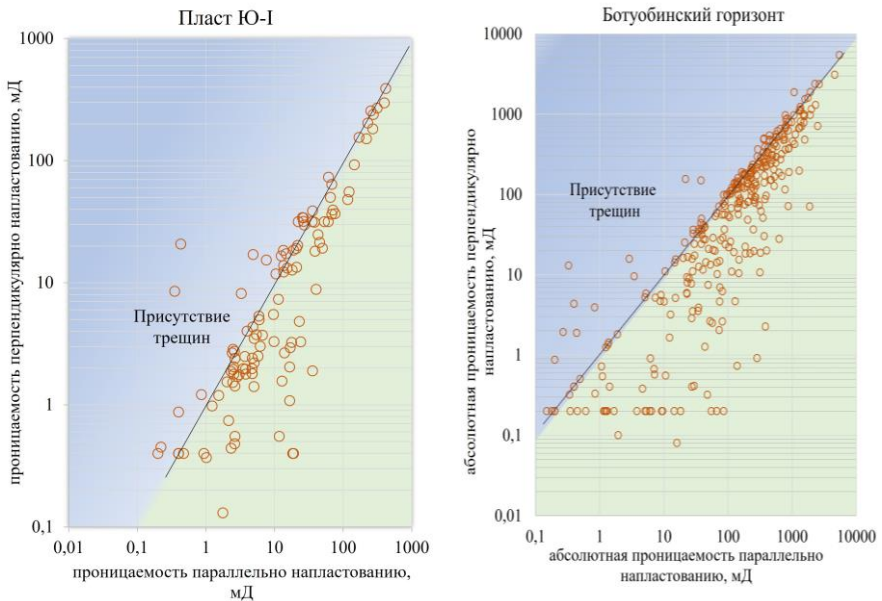 Пласт Ю-I
1000
100
10
1
0,1
проницаемость перпендикулярно напластованию, мД
Присутствие
трещин
0,01
0,1
1
10
100
1000
проницаемость параллельно напластованию,
мД
Ботуобинский горизонт
10000
1000
100
10
1
0,1
0,01
абсолютная проницаемость перпендикулярно
напластованию, мД
Присутствие
трещин
0,1
1
10
100
1000
10000
абсолютная проницаемость параллельно
напластованию, мД